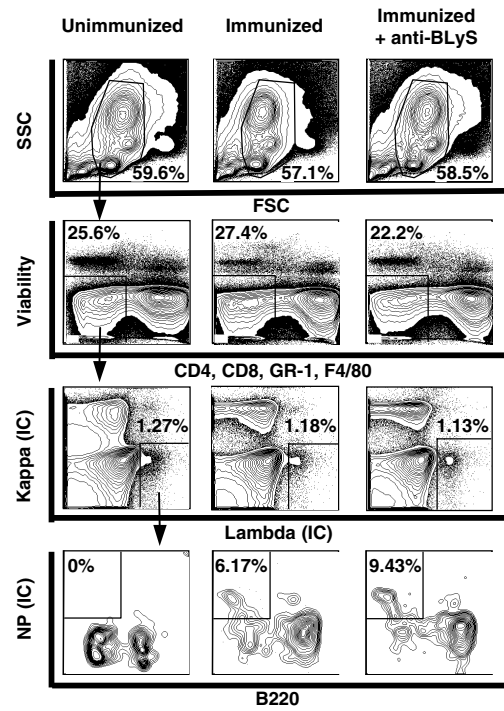 Unimmunized Immunized Immunized + anti-BLyS
SSC
59.6% 57.1% 58.5%
FSC
Viability
25.6% 27.4% 22.2%
CD4, CD8, GR-1, F4/80
Kappa (IC)
1.27% 1.18% 1.13%
Lambda (IC)
NP (IC)
0% 6.17% 9.43%
B220